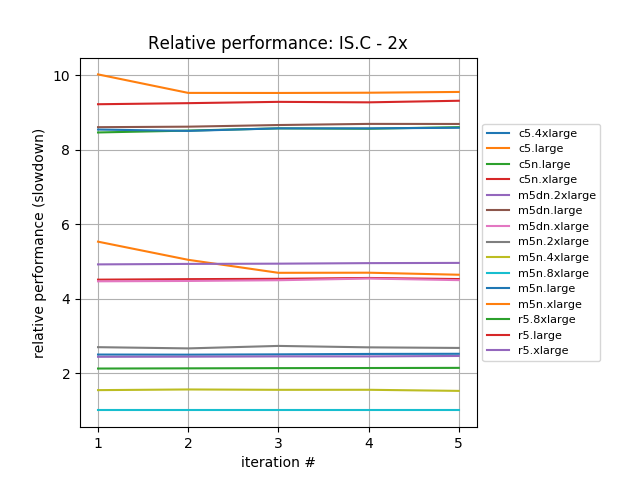 Relative performance: IS.C - 2x
relative performance (slowdown)
10
8
6
4
2
1 2 3 4 5
iteration #
c5.4xlarge
c5.large
c5n.large
c5n.xlarge
m5dn.2xlarge
m5dn.large
m5dn.xlarge
m5n.2xlarge
m5n.4xlarge
m5n.8xlarge
m5n.large
m5n.xlarge
r5.8xlarge
r5.large
r5.xlarge